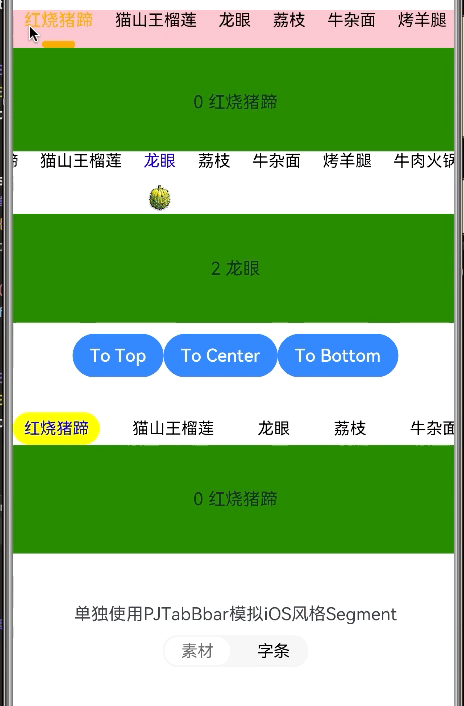 红烧猪蹄 猫山王榴莲 龙眼 荔枝 牛杂面 烤羊腿
0 红烧猪蹄
猫山王榴莲 龙眼 荔枝 牛杂面 烤羊腿 牛肉火锅
2 龙眼
To Top To Center To Bottom
红烧猪蹄 猫山王榴莲 龙眼 荔枝 牛杂面
0 红烧猪蹄
单独使用PJTabBbar模拟iOS风格Segment
素材 字条